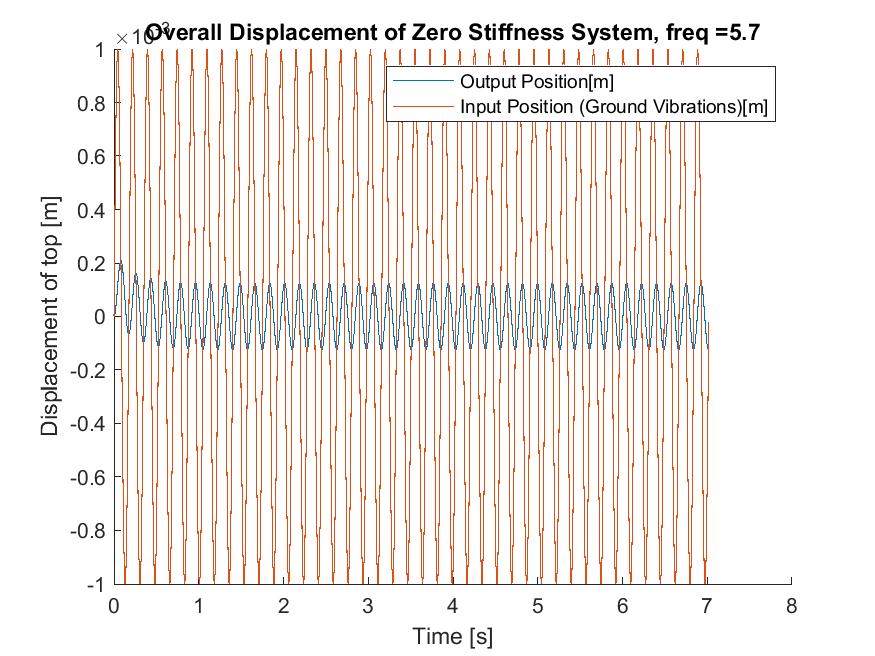 ×10-3
Overall Displacement of Zero Stiffness System, freq =5.7
Output Position[m]
Input Position (Ground Vibrations)[m]
Displacement of top [m]
1
0.8
0.6
0.4
0.2
0
-0.2
-0.4
-0.6
-0.8
-1
0 1 2 3 4 5 6 7 8
Time [s]